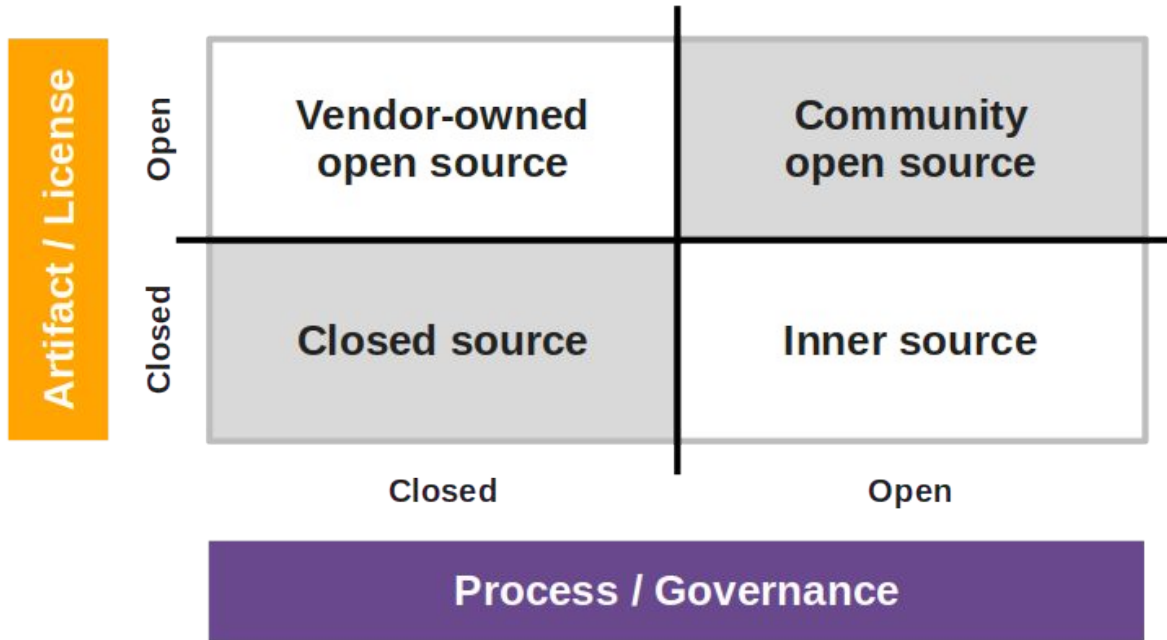 Artifact / License
Open
Vendor-owned
open source
Community
open source
Closed
Closed source
Inner source
Closed
Open
Process / Governance